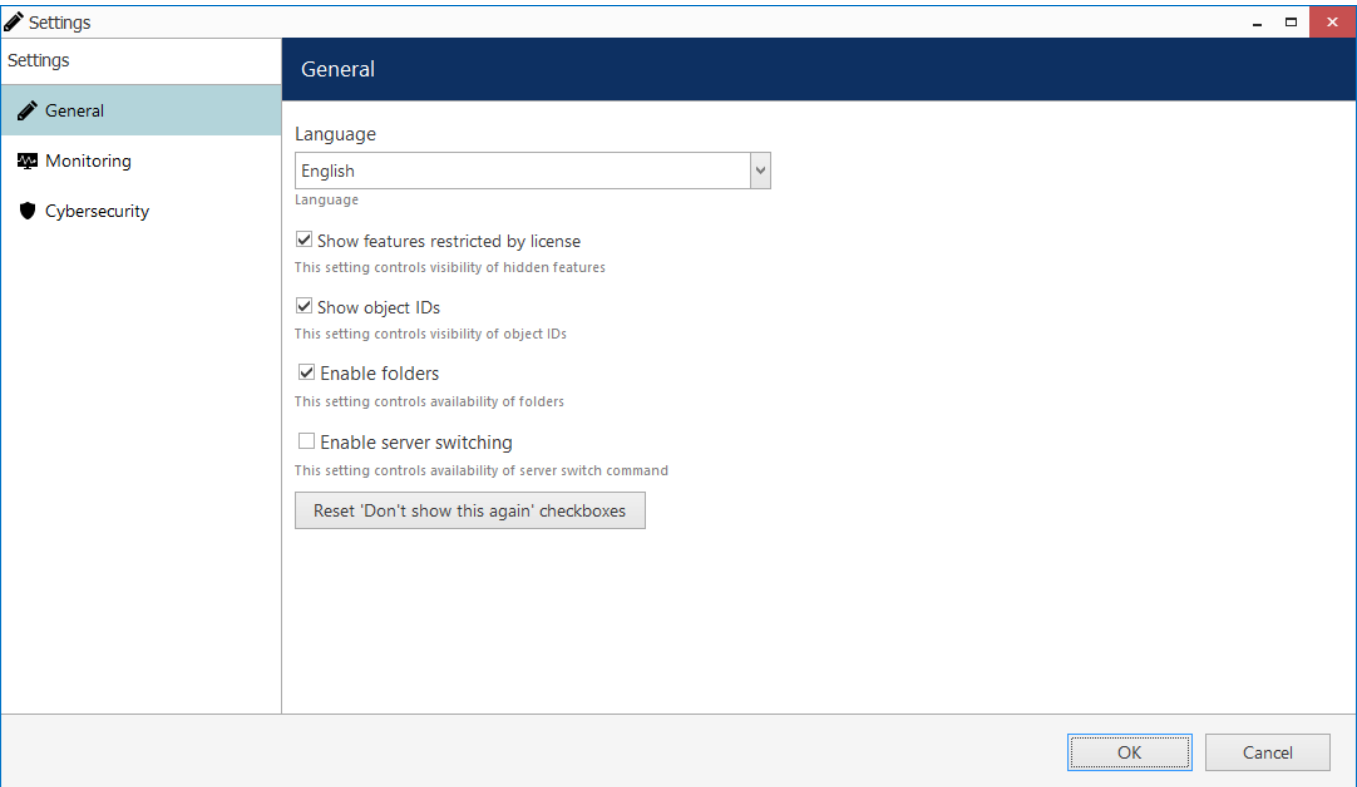 Settings
Settings
General
Monitoring
Cybersecurity
General
Language
English
Language
Show features restricted by license
This setting controls visibility of hidden features
Show object IDs
This setting controls visibility of object IDs
Enable folders
This setting controls availability of folders
Enable server switching
This setting controls availability of server switch command
Reset 'Don't show this again' checkboxes
OK
Cancel